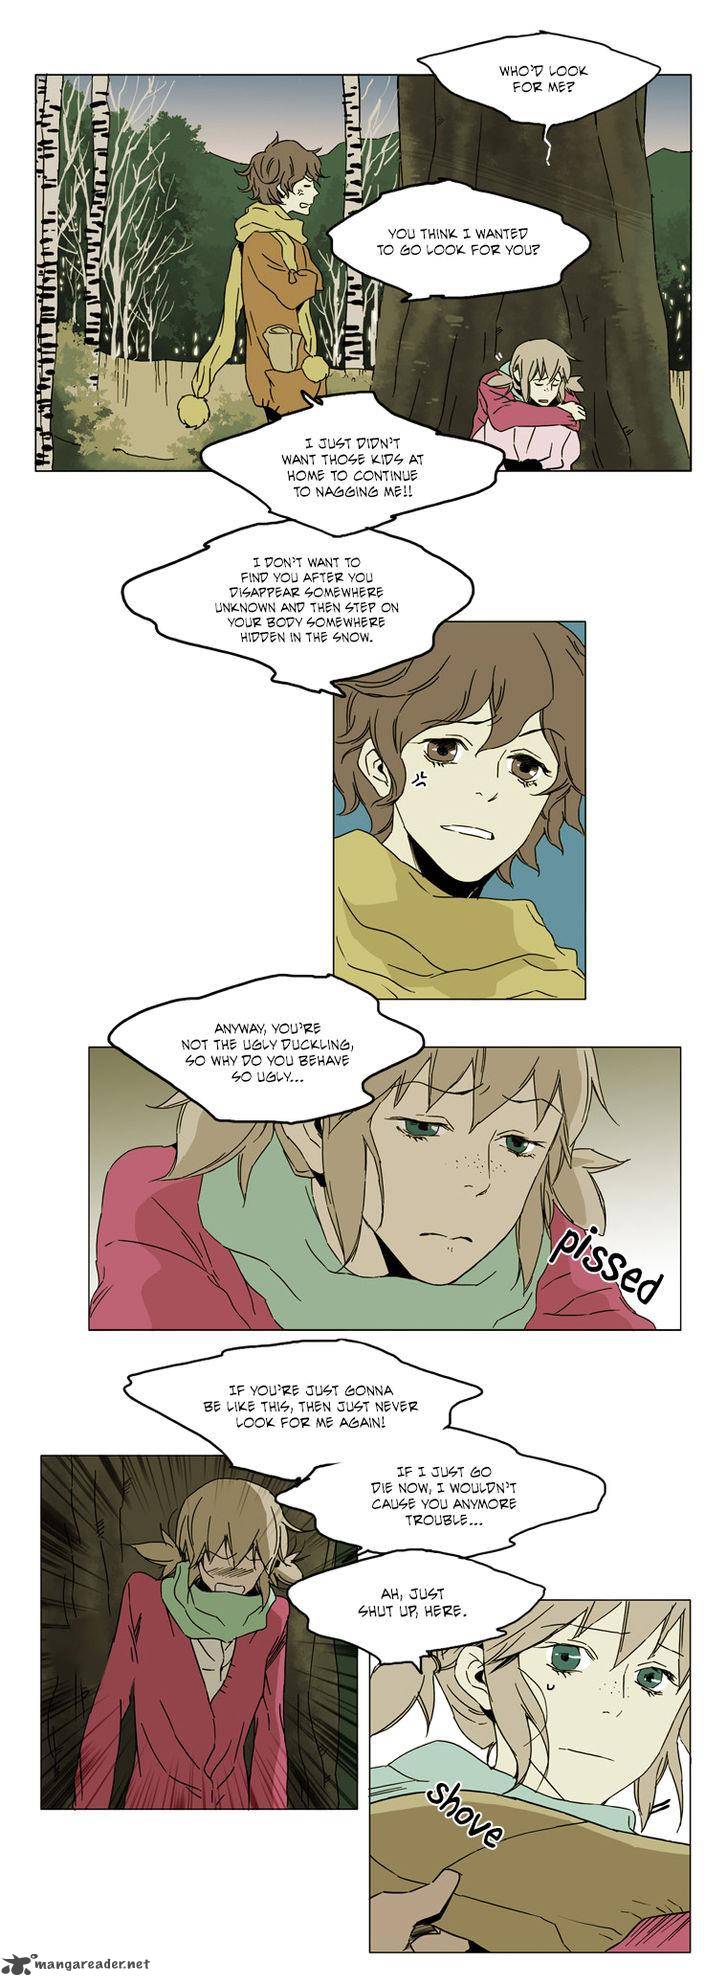 WHO'D LOOK
FOR ME?
YOU THINK I WANTED
TO GO LOOK FOR YOU?
I JUST DIDN'T
WANT THOSE KIDS AT
HOME TO CONTINUE
TO NAGGING ME!!
I DON'T WANT TO
FIND YOU AFTER YOU
DISAPPEAR SOMEWHERE
UNKNOWN AND THEN STEP ON
YOUR BODY SOMEWHERE
HIDDEN IN THE SNOW.
ANYWAY, YOU'RE
NOT THE UGLY DUCKLING,
SO WHY DO YOU BEHAVE
SO UGLY...
pissed
IF YOU'RE JUST GONNA
BE LIKE THIS, THEN JUST NEVER
LOOK FOR ME AGAIN!
IF I JUST GO
DIE NOW, I WOULDN'T
CAUSE YOU ANYMORE
TROUBLE...
AH, JUST
SHUT UP, HERE.
shove
mangareader.net